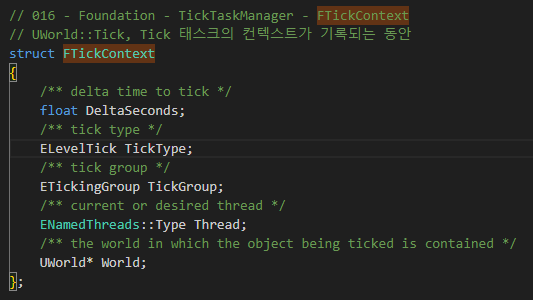 // 016 - Foundation - TickTaskManager - FTickContext
// UWorld::Tick, Tick 태스크의 컨텍스트가 기록되는 동안
struct FTickContext
{
    /** delta time to tick */
    float DeltaSeconds;
    /** tick type */
    ELevelTick TickType;
    /** tick group */
    ETickingGroup TickGroup;
    /** current or desired thread */
    ENamedThreads::Type Thread;
    /** the world in which the object being ticked is contained */
    UWorld* World;
};